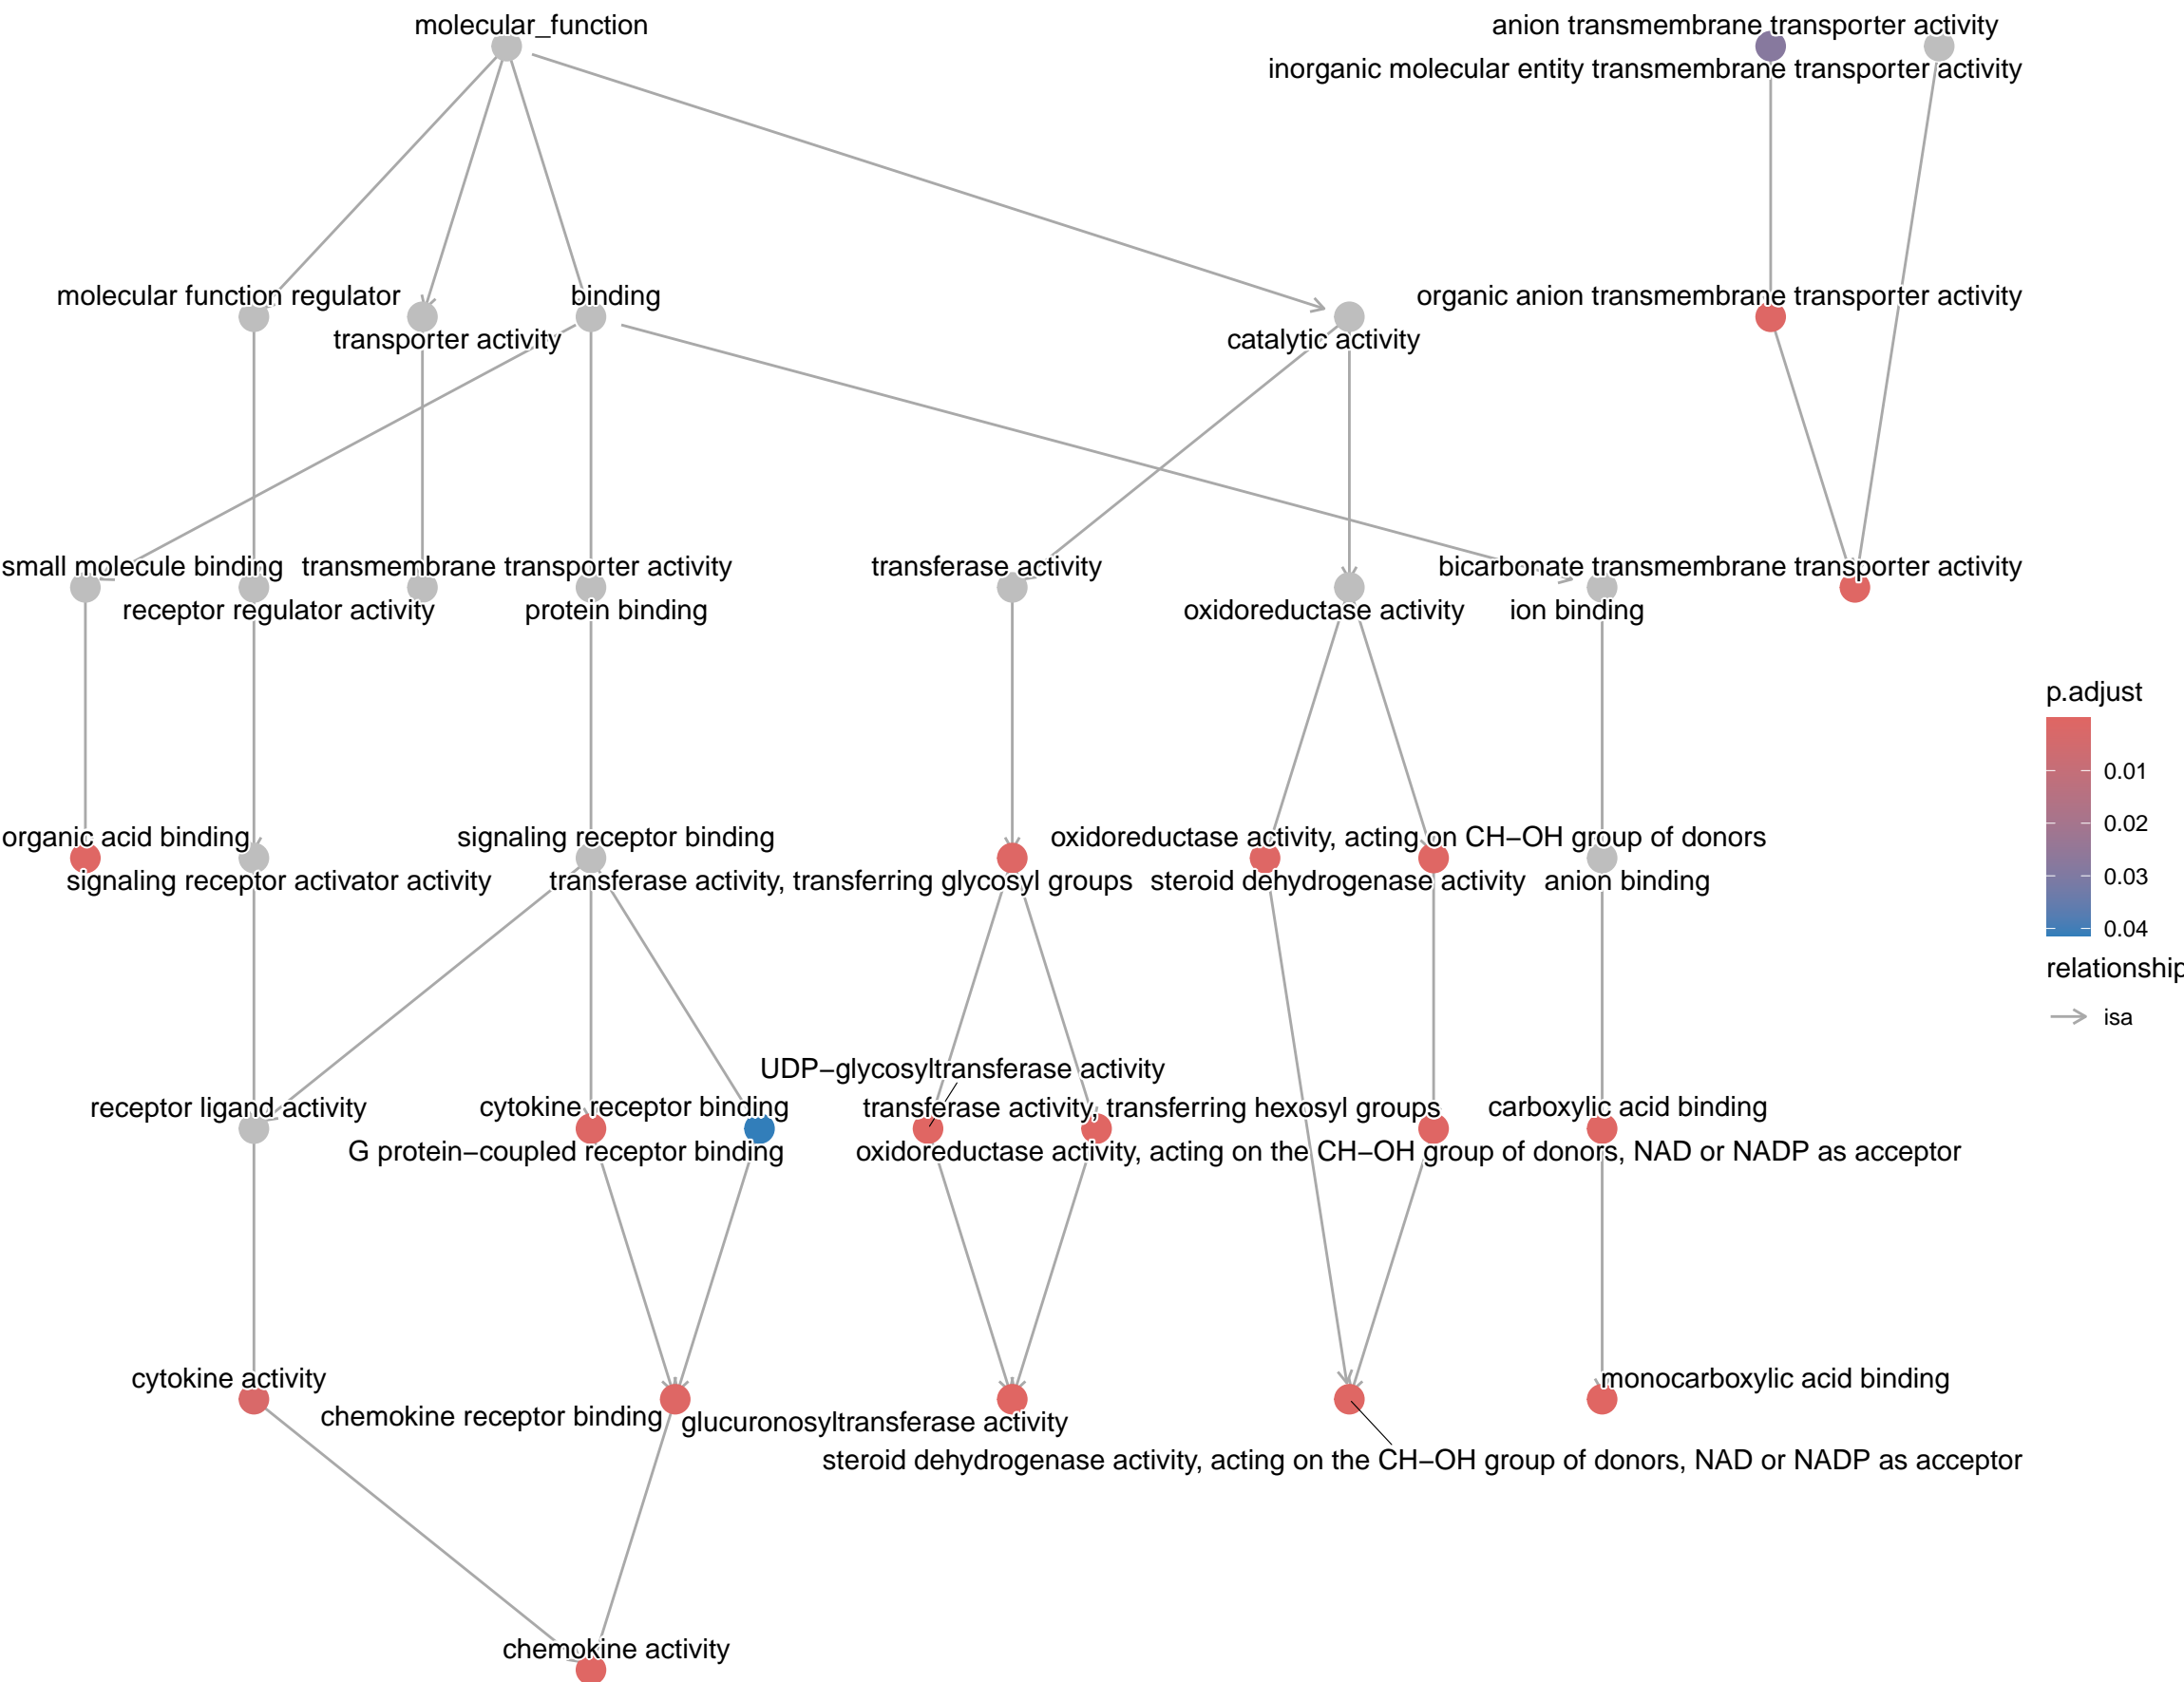 molecular_function
anion transmembrane transporter activity
inorganic molecular entity transmembrane transporter activity
molecular function regulator
binding
organic anion transmembrane transporter activity
transporter activity
catalytic activity
small molecule binding
transmembrane transporter activity
transferase activity
bicarbonate transmembrane transporter activity
receptor regulator activity
protein binding
oxidoreductase activity
ion binding
p.adjust
0.01
0.02
0.03
0.04
relationship
isa
organic acid binding
signaling receptor binding
oxidoreductase activity, acting on CH−OH group of donors
signaling receptor activator activity
transferase activity, transferring glycosyl groups
steroid dehydrogenase activity
anion binding
UDP−glycosyltransferase activity
receptor ligand activity
cytokine receptor binding
transferase activity, transferring hexosyl groups
carboxylic acid binding
G protein−coupled receptor binding
oxidoreductase activity, acting on the CH−OH group of donors, NAD or NADP as acceptor
cytokine activity
monocarboxylic acid binding
chemokine receptor binding
glucuronosyltransferase activity
steroid dehydrogenase activity, acting on the CH−OH group of donors, NAD or NADP as acceptor
chemokine activity